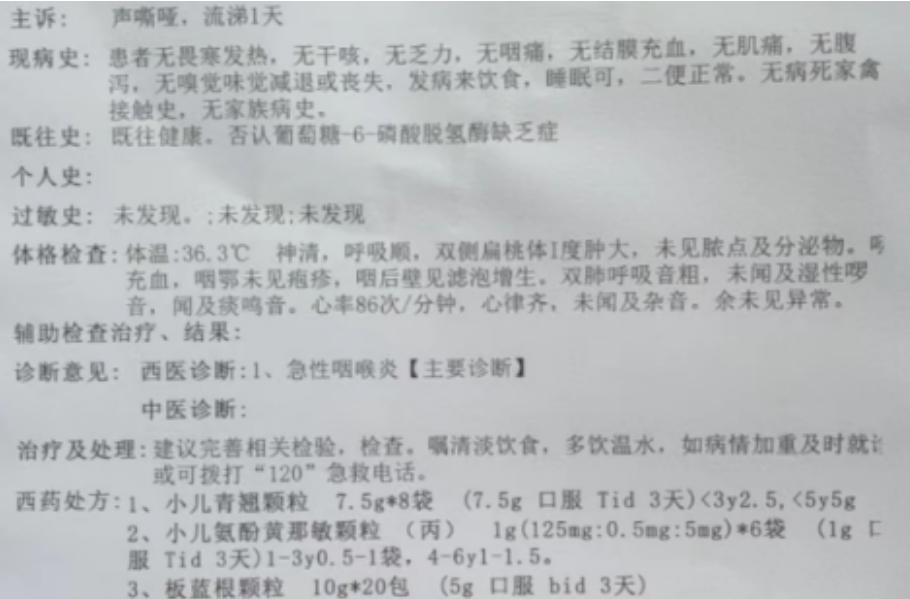 主诉: 声嘶哑，流涕1天
现病史: 患者无畏寒发热，无干咳，无乏力，无咽痛，无结膜充血，无肌痛，无腹
泻，无嗅觉味觉减退或丧失，发病来饮食，睡眠可，二便正常。无病死家禽
接触史，无家族病史。
既往史: 既往健康。否认葡萄糖-6-磷酸脱氢酶缺乏症
个人史:
过敏史: 未发现。;未发现;未发现
体格检查:体温:36.3℃ 神清，呼吸顺，双侧扁桃体I度肿大，未见脓点及分泌物。
充血，咽鄂未见疱疹，咽后壁见滤泡增生。双肺呼吸音粗，未闻及湿性啰
音，闻及痰鸣音。心率86次/分钟，心律齐，未闻及杂音。余未见异常。
辅助检查治疗、结果:
诊断意见: 西医诊断:1、急性咽喉炎【主要诊断】
中医诊断:
治疗及处理:建议完善相关检验，检查。嘱清淡饮食，多饮温水，如病情加重及时就
或可拨打“120”急救电话。
西药处方:1、小儿青翘颗粒 7.5g*8袋 (7.5g 口服 Tid 3天)<3y2.5,<5y5g
2、小儿氨酚黄那敏颗粒 （丙） 1g(125mg:0.5mg:5mg)*6袋 (1g 口
服 Tid 3天)1-3y0.5-1袋，4-6y1-1.5。
3、板蓝根颗粒 10g*20包 (5g 口服 bid 3天)